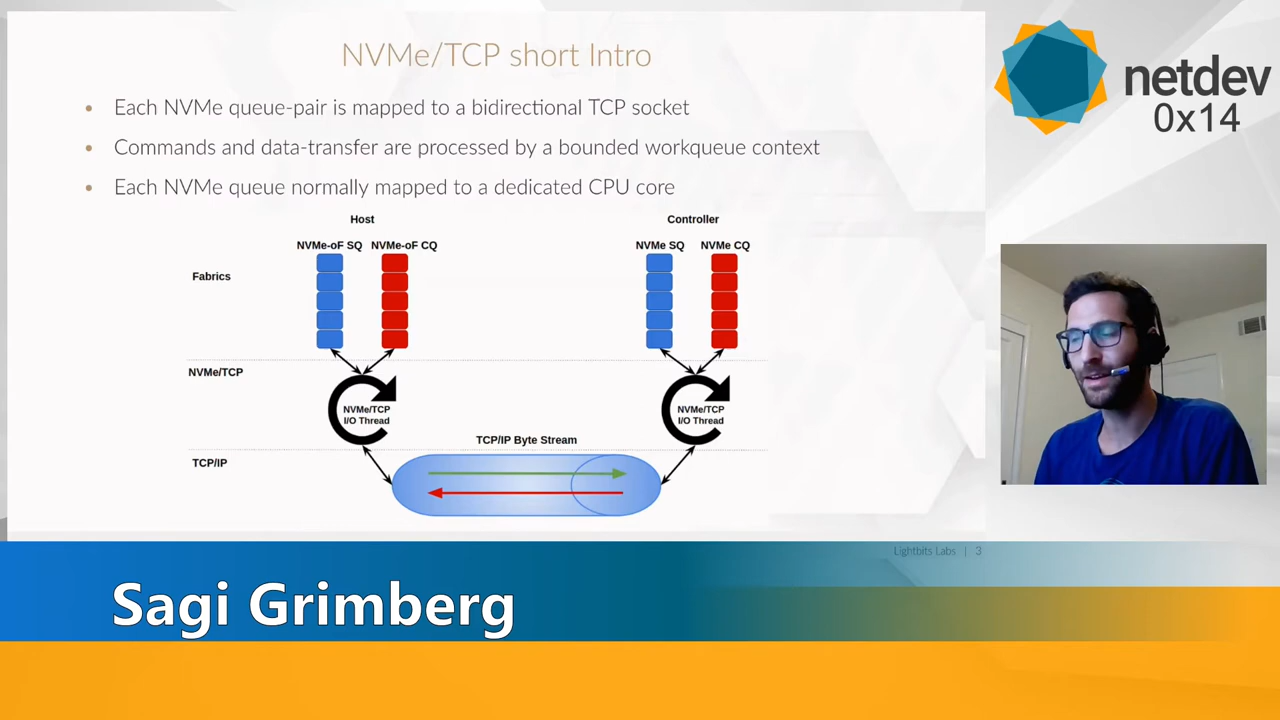 NVMe/TCP short Intro
• Each NVMe queue-pair is mapped to a bidirectional TCP socket
• Commands and data-transfer are processed by a bounded workqueue context
• Each NVMe queue normally mapped to a dedicated CPU core
Host
Controller
NVMe-oF SQ NVMe-oF CQ
NVMe SQ NVMe CQ
Fabrics
NVMe/TCP
NVMe/TCP
I/O Thread
NVMe/TCP
I/O Thread
TCP/IP Byte Stream
TCP/IP
Lightbits Labs | 3
netdev
0x14
Sagi Grimberg